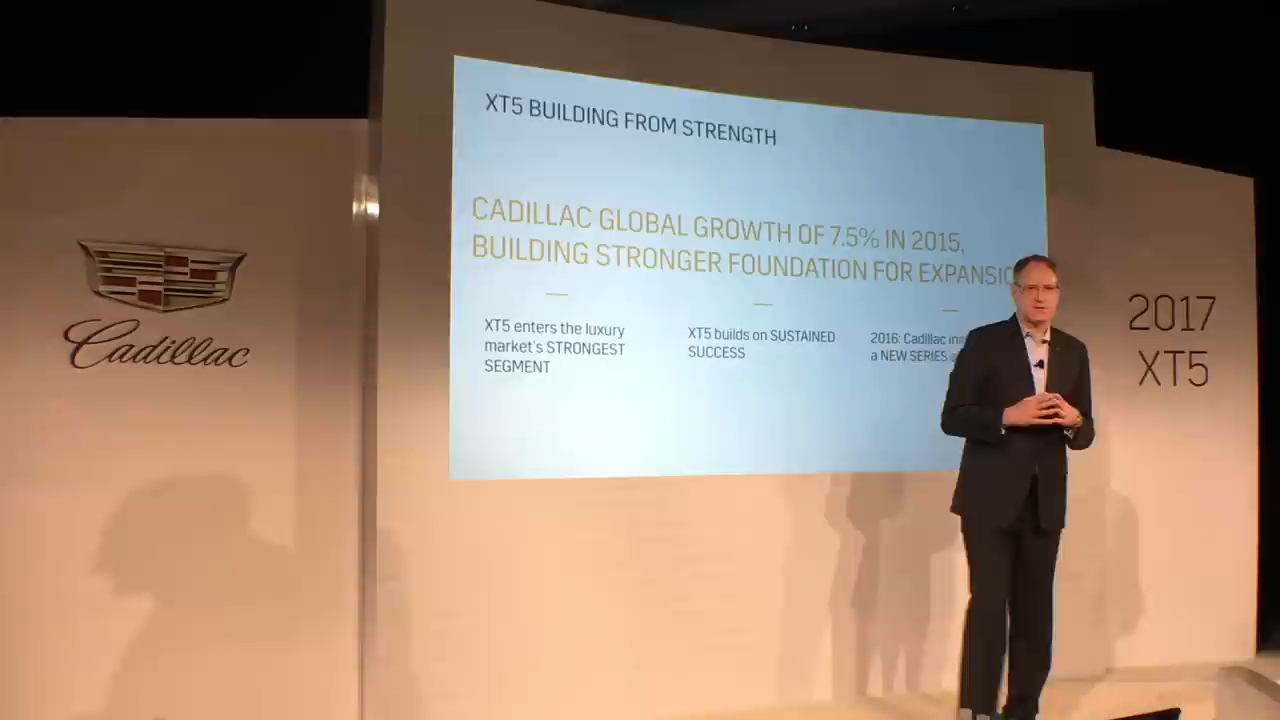 XT5 BUILDING FROM STRENGTH
CADILLAC GLOBAL GROWTH OF 7.5% IN 2015,
BUILDING STRONGER FOUNDATION FOR
XT5 enters the luxury
market's STRONGEST
SEGMENT
XT5 builds on SUSTAINED
SUCCESS
2016: Cadillac
a NEW SERIES
Cadillac
2017
XT5